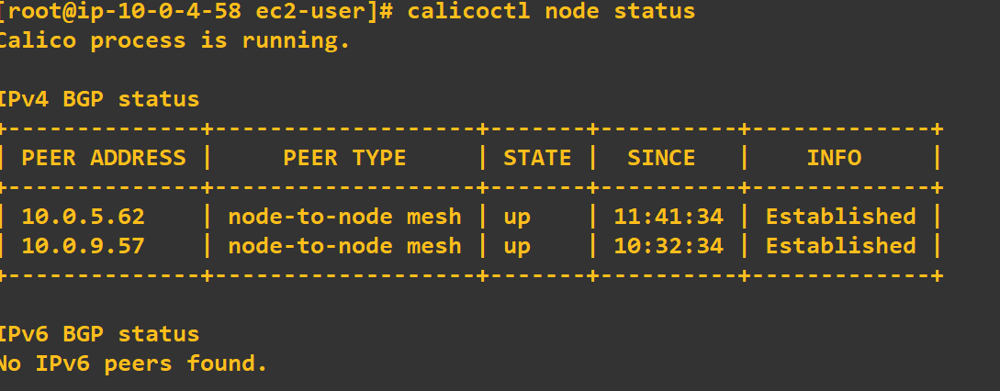 [root@ip-10-0-4-58 ec2-user]# calicoctl node status
Calico process is running.
IPv4 BGP status
+--------------+-------------------+-------+----------+-------------+
| PEER ADDRESS |     PEER TYPE     | STATE |  SINCE   |    INFO     |
+--------------+-------------------+-------+----------+-------------+
| 10.0.5.62    | node-to-node mesh | up    | 11:41:34 | Established |
| 10.0.9.57    | node-to-node mesh | up    | 10:32:34 | Established |
+--------------+-------------------+-------+----------+-------------+
IPv6 BGP status
No IPv6 peers found.